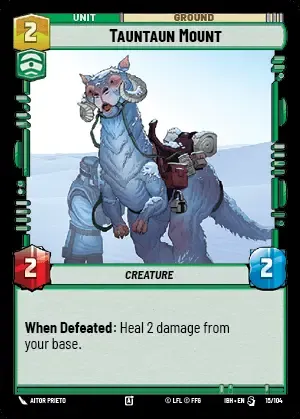 UNIT GROUND
2 TAUNTAUN MOUNT
2 CREATURE 2
When Defeated: Heal 2 damage from
your base.
AITOR PRIETO © LFL © FFG IBH • EN 15/104